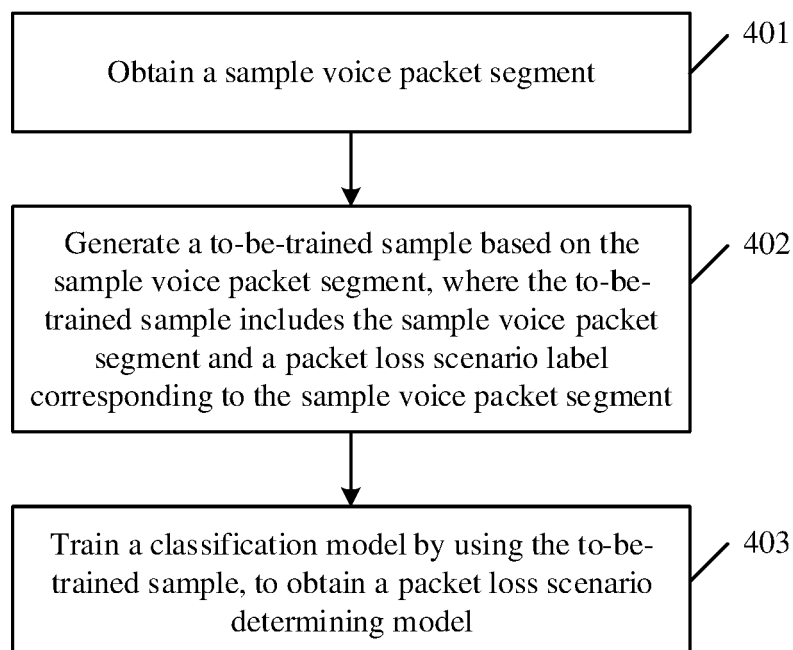 401
Obtain a sample voice packet segment
402
Generate a to-be-trained sample based on the
sample voice packet segment, where the to-be-
trained sample includes the sample voice packet
segment and a packet loss scenario label
corresponding to the sample voice packet segment
403
Train a classification model by using the to-be-
trained sample, to obtain a packet loss scenario
determining model